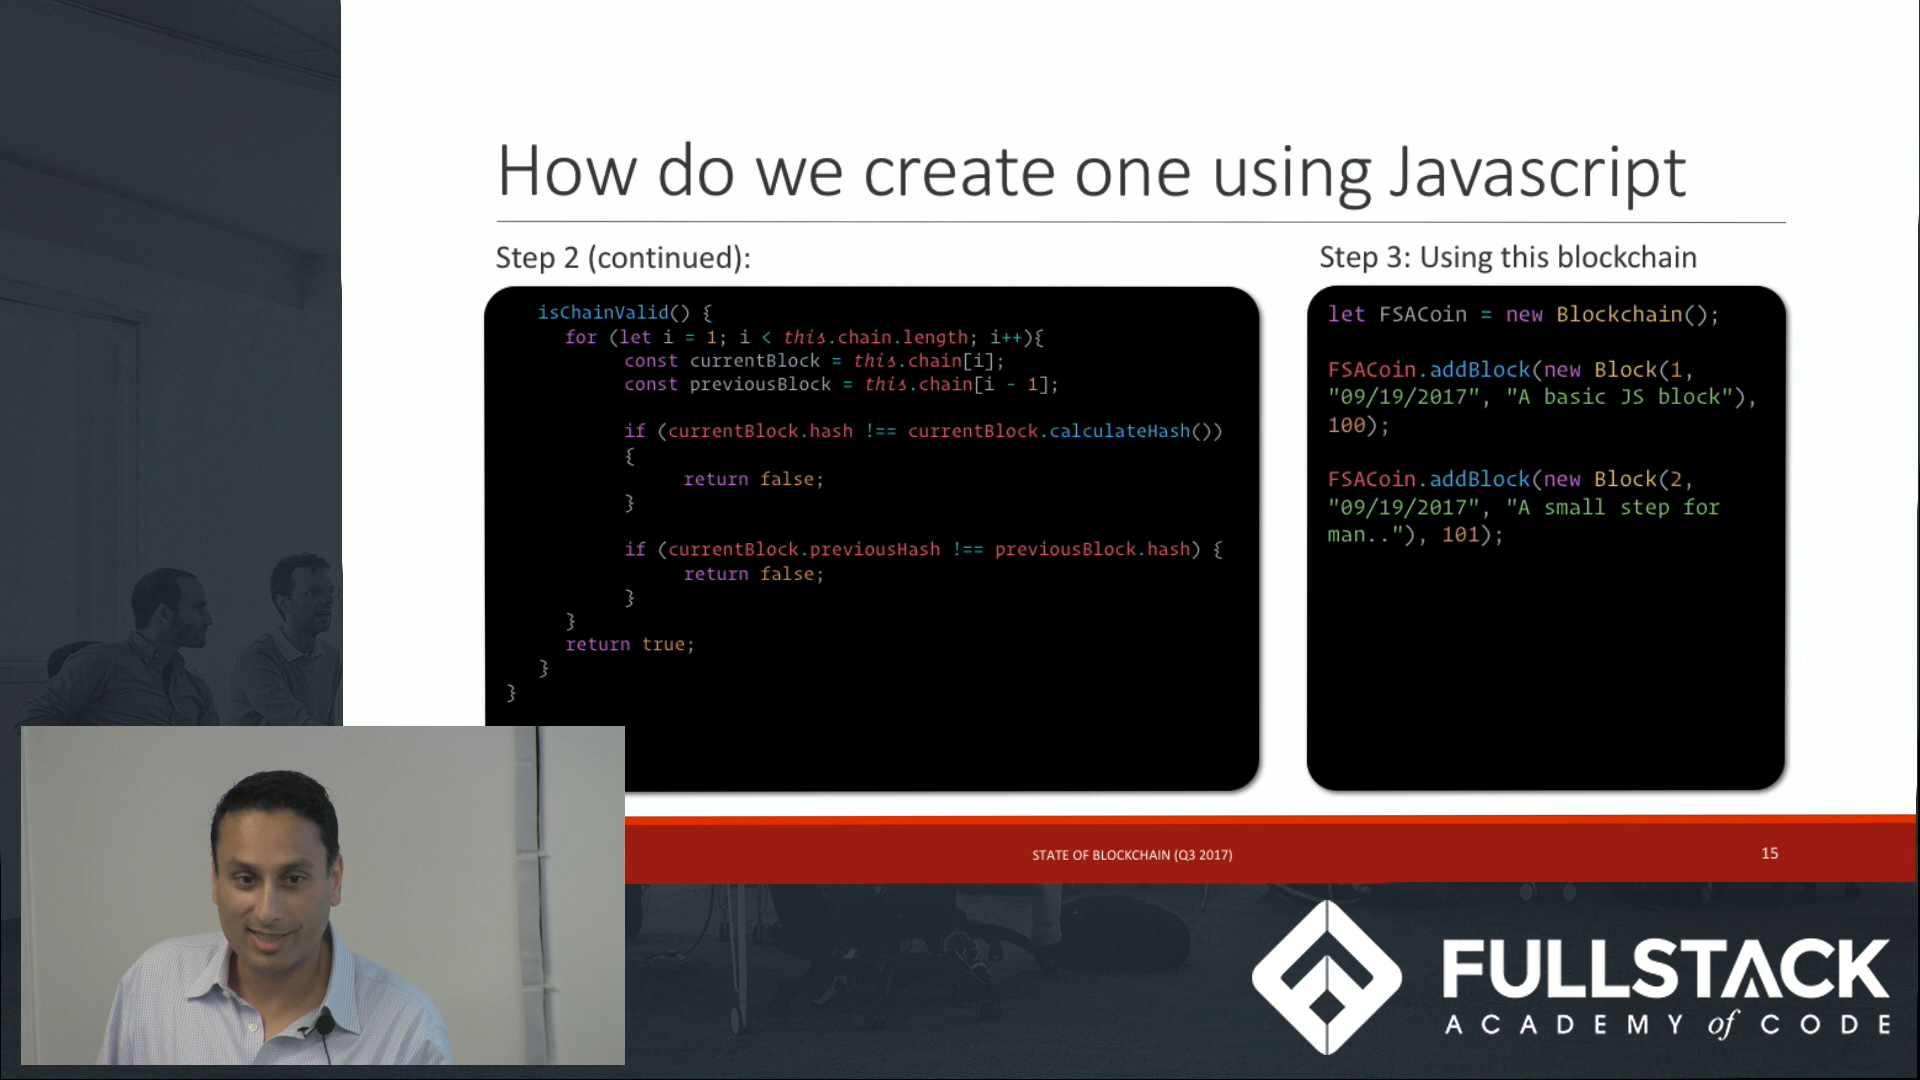 How do we create one using Javascript
Step 2 (continued):
isChainValid() {
for (let i = 1; i < this.chain.length; i++){
const currentBlock = this.chain[i];
const previousBlock = this.chain[i - 1];
if (currentBlock.hash !== currentBlock.calculateHash())
{
return false;
}
if (currentBlock.previousHash !== previousBlock.hash) {
return false;
}
}
return true;
}
}
Step 3: Using this blockchain
let FSACoin = new Blockchain();
FSACoin.addBlock(new Block(1,
"09/19/2017", "A basic JS block"),
100);
FSACoin.addBlock(new Block(2,
"09/19/2017", "A small step for
man.."), 101);
STATE OF BLOCKCHAIN (Q3 2017)
15
FULLSTACK
ACADEMY of CODE